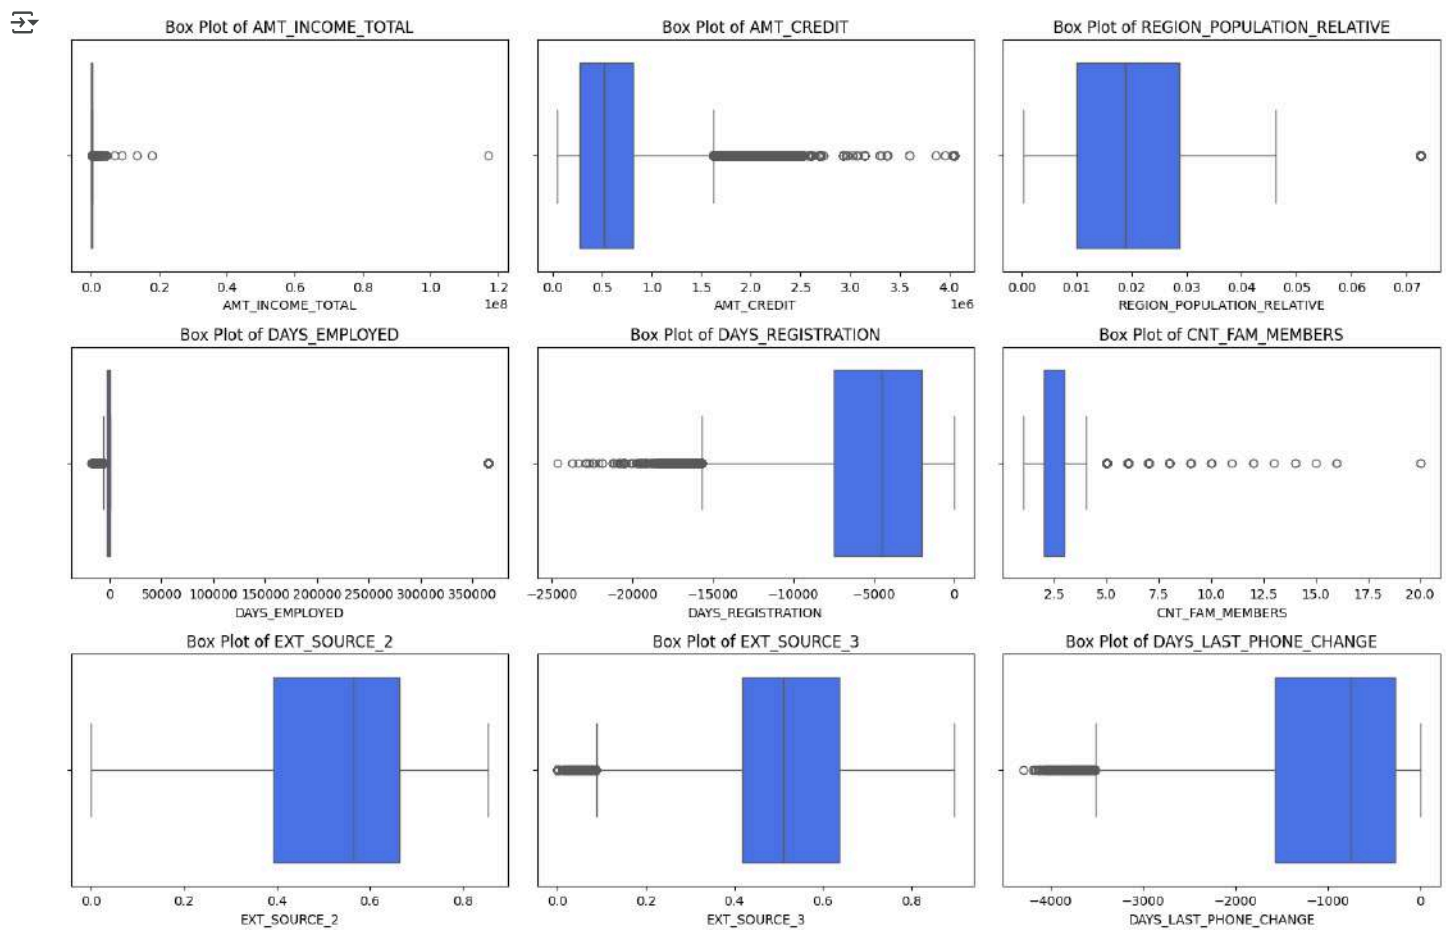 Box Plot of AMT_INCOME_TOTAL Box Plot of AMT_CREDIT Box Plot of REGION_POPULATION_RELATIVE
0.0 0.2 0.4 0.6 0.8 1.0 1.2 0.0 0.5 1.0 1.5 2.0 2.5 3.0 3.5 4.0 0.00 0.01 0.02 0.03 0.04 0.05 0.06 0.07
AMT_INCOME_TOTAL 1e8 AMT_CREDIT 1e6 REGION_POPULATION_RELATIVE
Box Plot of DAYS_EMPLOYED Box Plot of DAYS_REGISTRATION Box Plot of CNT_FAM_MEMBERS
0 50000 100000 150000 200000 250000 300000 350000 −25000 −20000 −15000 −10000 −5000 0 2.5 5.0 7.5 10.0 12.5 15.0 17.5 20.0
DAYS_EMPLOYED DAYS_REGISTRATION CNT_FAM_MEMBERS
Box Plot of EXT_SOURCE_2 Box Plot of EXT_SOURCE_3 Box Plot of DAYS_LAST_PHONE_CHANGE
0.0 0.2 0.4 0.6 0.8 0.0 0.2 0.4 0.6 0.8 −4000 −3000 −2000 −1000 0
EXT_SOURCE_2 EXT_SOURCE_3 DAYS_LAST_PHONE_CHANGE